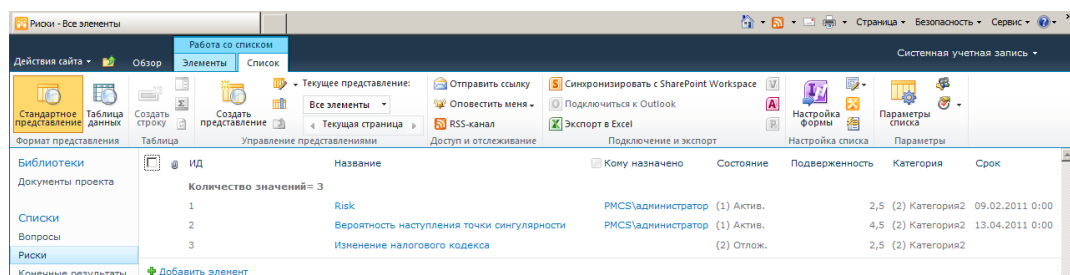 Риски - Все элементы
Страница Безопасность Сервис
Работа со списком
Системная учетная запись
Действия сайта Обзор Элементы Список
Стандартное представление
Таблица данных
Формат представления
Создать строку
Таблица
Создать представление
Текущее представление:
Все элементы
Текущая страница
Управление представлениями
Отправить ссылку
Оповестить меня
RSS-канал
Доступ и отслеживание
Синхронизировать с SharePoint Workspace
Подключиться к Outlook
Экспорт в Excel
Подключение и экспорт
Настройка формы
Настройка списка
Параметры списка
Параметры
Библиотеки
Документы проекта
Списки
Вопросы
Риски
Конечные результаты
ИД Название Кому назначено Состояние Подверженность Категория Срок
Количество значений= 3
1 Risk PMCS\администратор (1) Актив. 2,5 (2) Категория2 09.02.2011 0:00
2 Вероятность наступления точки сингулярности PMCS\администратор (1) Актив. 4,5 (2) Категория2 13.04.2011 0:00
3 Изменение налогового кодекса (2) Отлож. 2,5 (2) Категория2
Добавить элемент